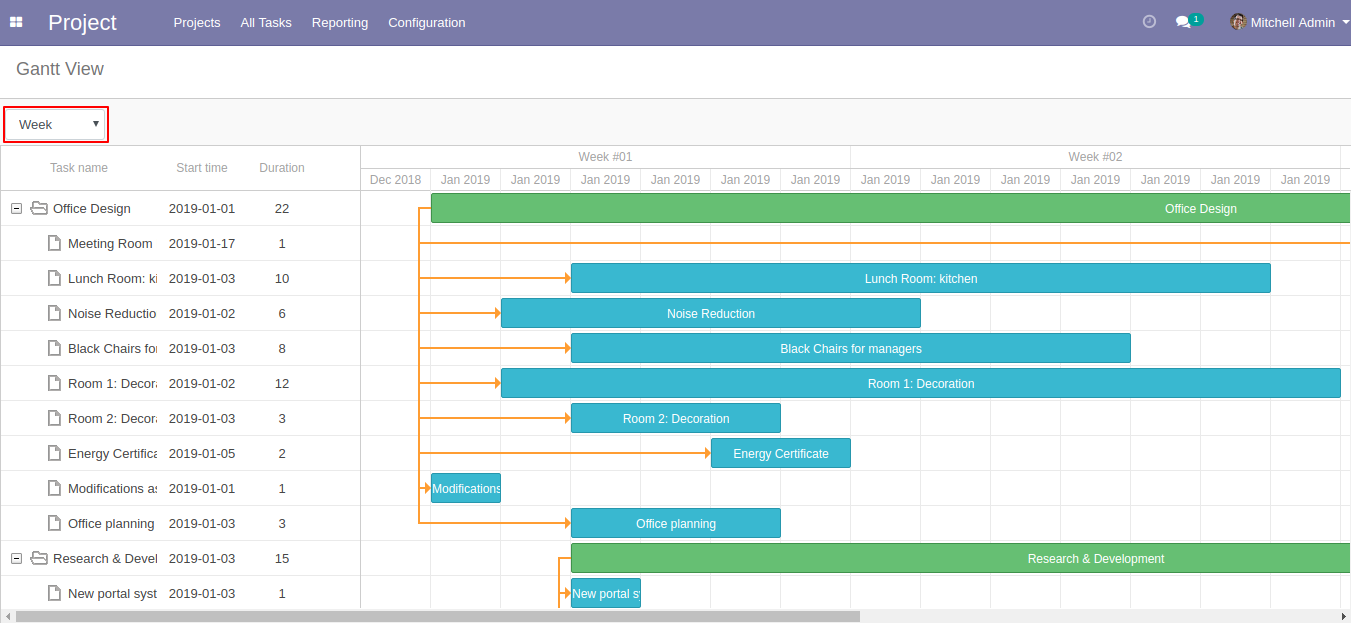 Project Projects All Tasks Reporting Configuration 1 Mitchell Admin
Gantt View
Week
Task name Start time Duration Week #01 Week #02
Dec 2018 Jan 2019 Jan 2019 Jan 2019 Jan 2019 Jan 2019 Jan 2019 Jan 2019 Jan 2019 Jan 2019 Jan 2019 Jan 2019 Jan 2019 Jan 2019
Office Design 2019-01-01 22 Office Design
Meeting Room 2019-01-17 1
Lunch Room: ki 2019-01-03 10 Lunch Room: kitchen
Noise Reductio 2019-01-02 6 Noise Reduction
Black Chairs for 2019-01-03 8 Black Chairs for managers
Room 1: Decora 2019-01-02 12 Room 1: Decoration
Room 2: Decora 2019-01-03 3 Room 2: Decoration
Energy Certifica 2019-01-05 2 Energy Certificate
Modifications as 2019-01-01 1 Modifications
Office planning 2019-01-03 3 Office planning
Research & Devel 2019-01-03 15 Research & Development
New portal syst 2019-01-03 1 New portal sy